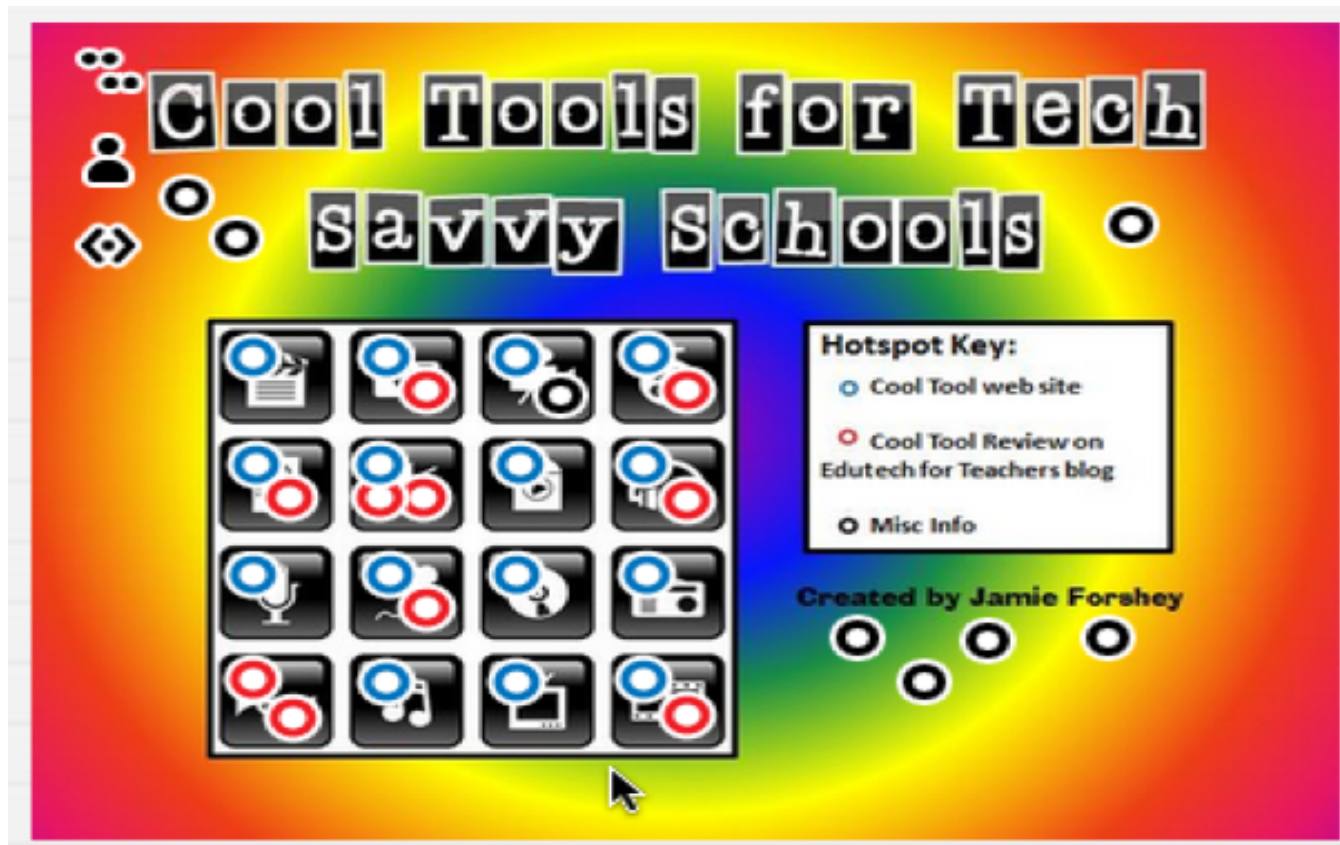 Cool Tools for Tech
Savvy Schools
Hotspot Key:
Cool Tool web site
Cool Tool Review on
Edutech for Teachers blog
Misc Info
Created by Jamie Forshey